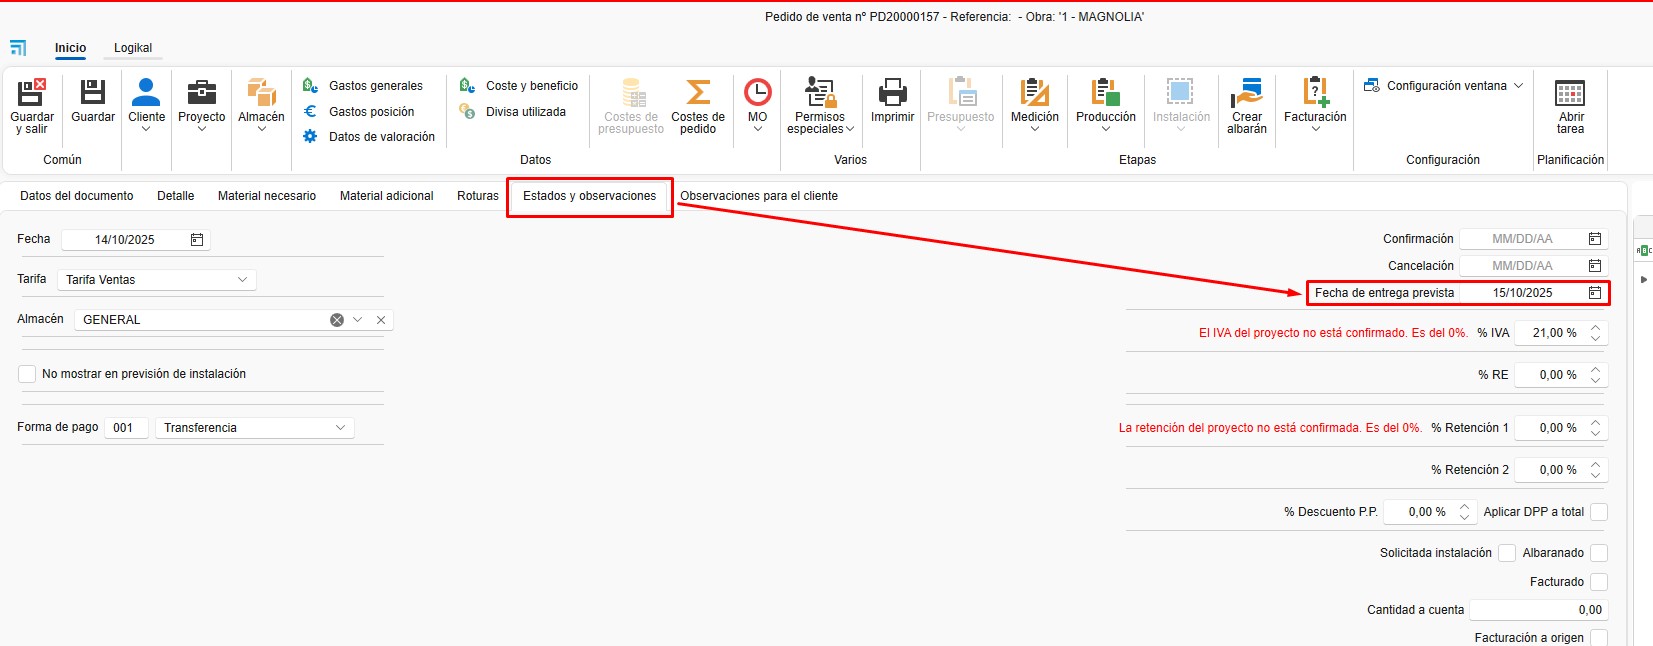 Pedido de venta nº PD20000157 - Referencia:  - Obra: '1 - MAGNOLIA'
Inicio
Logikal
Guardar y salir
Guardar
Cliente
Proyecto
Almacén
Gastos generales
Gastos posición
Datos de valoración
Coste y beneficio
Divisa utilizada
Costes de presupuesto
Costes de pedido
MO
Permisos especiales
Imprimir
Presupuesto
Medición
Producción
Instalación
Crear albarán
Facturación
Configuración ventana
Abrir tarea
Común
Datos
Varios
Etapas
Configuración
Planificación
Datos del documento
Detalle
Material necesario
Material adicional
Roturas
Estados y observaciones
Observaciones para el cliente
Fecha 14/10/2025
Confirmación MM/DD/AA
Cancelación MM/DD/AA
Tarifa Tarifa Ventas
Fecha de entrega prevista 15/10/2025
Almacén GENERAL
El IVA del proyecto no está confirmado. Es del 0%. % IVA 21,00 %
No mostrar en previsión de instalación
% RE 0,00 %
Forma de pago 001 Transferencia
La retención del proyecto no está confirmada. Es del 0%. % Retención 1 0,00 %
% Retención 2 0,00 %
% Descuento P.P. 0,00 % Aplicar DPP a total
Solicitada instalación Albaranado
Facturado
Cantidad a cuenta 0,00
Facturación a origen